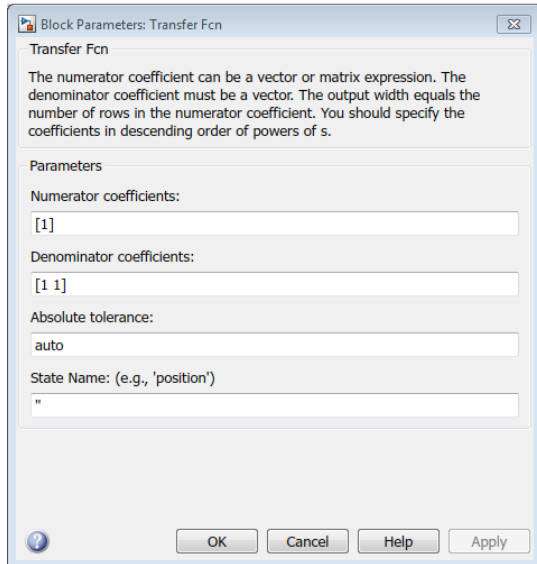 Block Parameters: Transfer Fcn
Transfer Fcn
The numerator coefficient can be a vector or matrix expression. The
denominator coefficient must be a vector. The output width equals the
number of rows in the numerator coefficient. You should specify the
coefficients in descending order of powers of s.
Parameters
Numerator coefficients:
[1]
Denominator coefficients:
[1 1]
Absolute tolerance:
auto
State Name: (e.g., 'position')
''
OK Cancel Help Apply